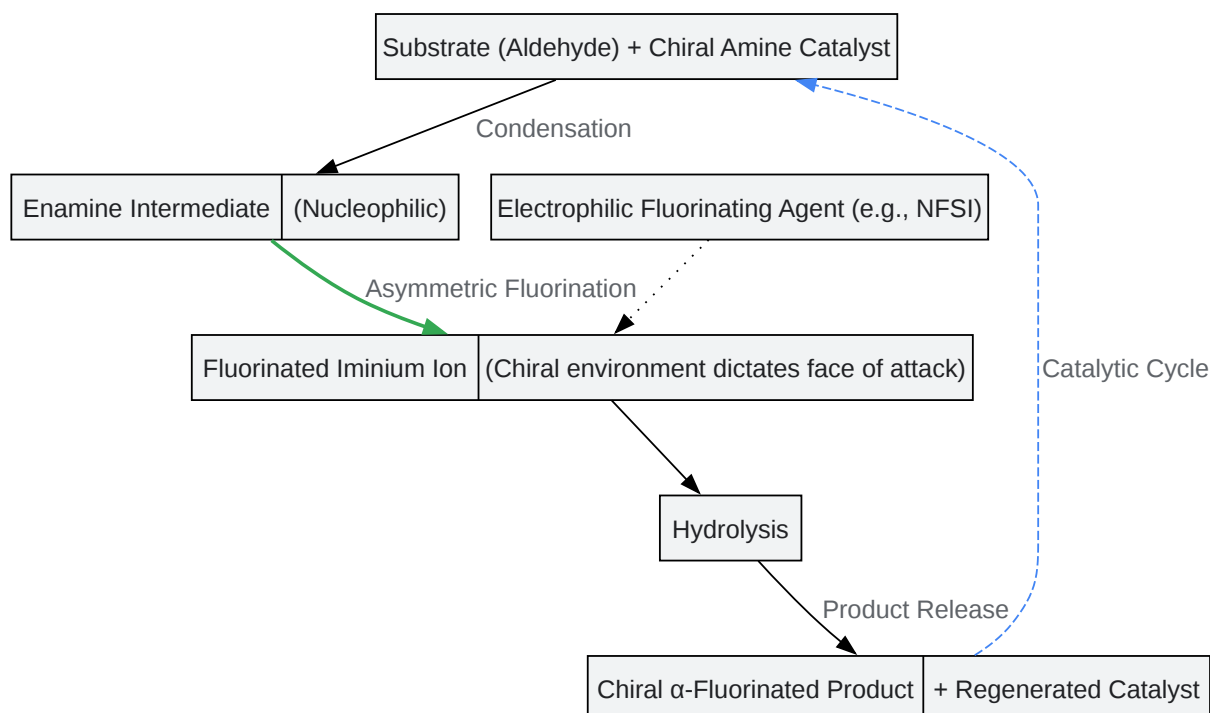 Substrate (Aldehyde) + Chiral Amine Catalyst
Condensation
Enamine Intermediate
(Nucleophilic)
Electrophilic Fluorinating Agent (e.g., NFSI)
Asymmetric Fluorination
Fluorinated Iminium Ion
(Chiral environment dictates face of attack)
Catalytic Cycle
Hydrolysis
Product Release
Chiral α-Fluorinated Product
+ Regenerated Catalyst